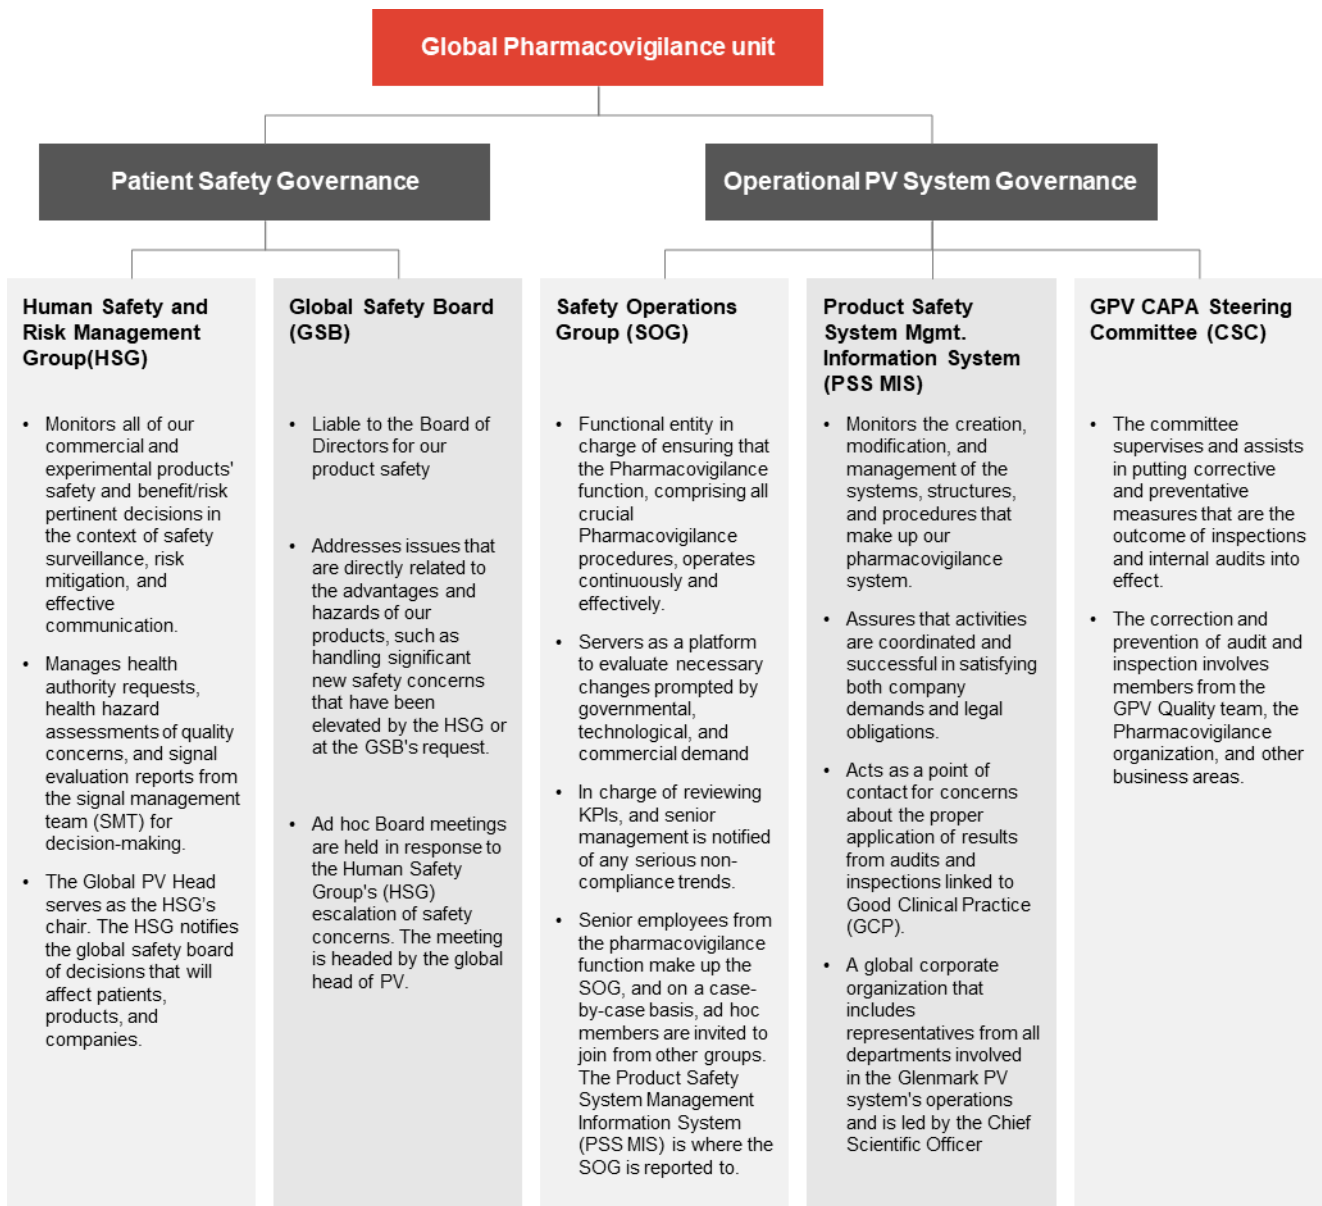 Global Pharmacovigilance unit
Patient Safety Governance
Operational PV System Governance
Human Safety and
Risk Management
Group(HSG)
• Monitors all of our
commercial and
experimental products'
safety and benefit/risk
pertinent decisions in
the context of safety
surveillance, risk
mitigation, and
effective
communication.
• Manages health
authority requests,
health hazard
assessments of quality
concerns, and signal
evaluation reports from
the signal management
team (SMT) for
decision-making.
• The Global PV Head
serves as the HSG's
chair. The HSG notifies
the global safety board
of decisions that will
affect patients,
products, and
companies.
Global Safety Board
(GSB)
• Liable to the Board of
Directors for our
product safety
• Addresses issues that
are directly related to
the advantages and
hazards of our
products, such as
handling significant
new safety concerns
that have been
elevated by the HSG or
at the GSB's request.
• Ad hoc Board meetings
are held in response to
the Human Safety
Group's (HSG)
escalation of safety
concerns. The meeting
is headed by the global
head of PV.
Safety Operations
Group (SOG)
• Functional entity in
charge of ensuring that
the Pharmacovigilance
function, comprising all
crucial
Pharmacovigilance
procedures, operates
continuously and
effectively.
• Servers as a platform
to evaluate necessary
changes prompted by
governmental,
technological, and
commercial demand
• In charge of reviewing
KPIs, and senior
management is notified
of any serious non-
compliance trends.
• Senior employees from
the pharmacovigilance
function make up the
SOG, and on a case-
by-case basis, ad hoc
members are invited to
join from other groups.
The Product Safety
System Management
Information System
(PSS MIS) is where the
SOG is reported to.
Product Safety
System Mgmt.
Information System
(PSS MIS)
• Monitors the creation,
modification, and
management of the
systems, structures,
and procedures that
make up our
pharmacovigilance
system.
• Assures that activities
are coordinated and
successful in satisfying
both company
demands and legal
obligations.
• Acts as a point of
contact for concerns
about the proper
application of results
from audits and
inspections linked to
Good Clinical Practice
(GCP).
• A global corporate
organization that
includes
representatives from all
departments involved
in the Glenmark PV
system's operations
and is led by the Chief
Scientific Officer
GPV CAPA Steering
Committee (CSC)
• The committee
supervises and assists
in putting corrective
and preventative
measures that are the
outcome of inspections
and internal audits into
effect.
• The correction and
prevention of audit and
inspection involves
members from the
GPV Quality team, the
Pharmacovigilance
organization, and other
business areas.